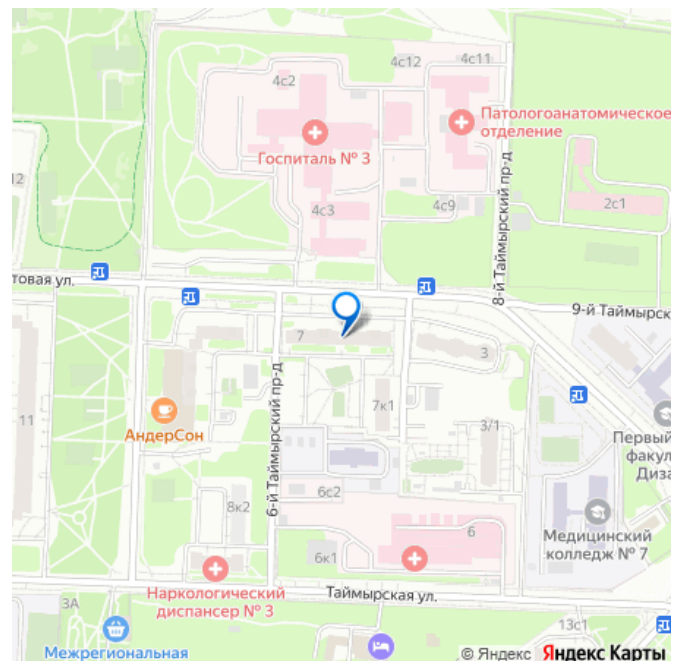 4с12
4с11
4с2
Патологоанатомическое
отделение
Госпиталь № 3
12
8-й Таймырский пр-д
2с1
4с9
4с3
товая ул.
9-й Таймырск
7
3
6-й Таймырский пр-д
7к1
11
АндерСон
3/1
Первый
факул
Диза
6с2
8к2
6
Медицинский
колледж № 7
6к1
Наркологический
диспансер № 3
Таймырская ул.
3А
13с1
Межрегиональная
© Яндекс Яндекс Карты